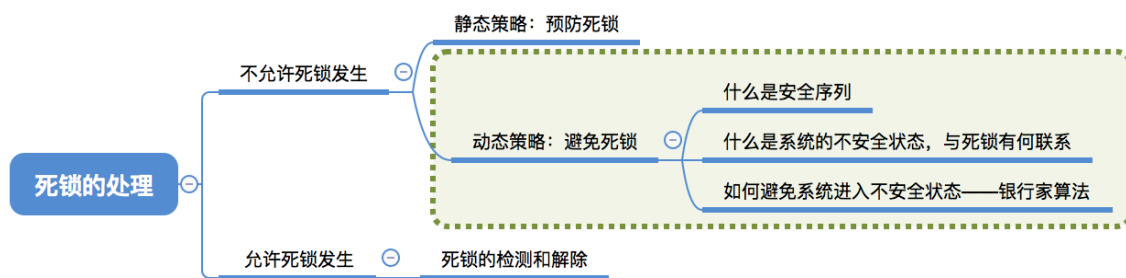 死锁的处理
不允许死锁发生
静态策略：预防死锁
动态策略：避免死锁
什么是安全序列
什么是系统的不安全状态，与死锁有何联系
如何避免系统进入不安全状态——银行家算法
允许死锁发生
死锁的检测和解除